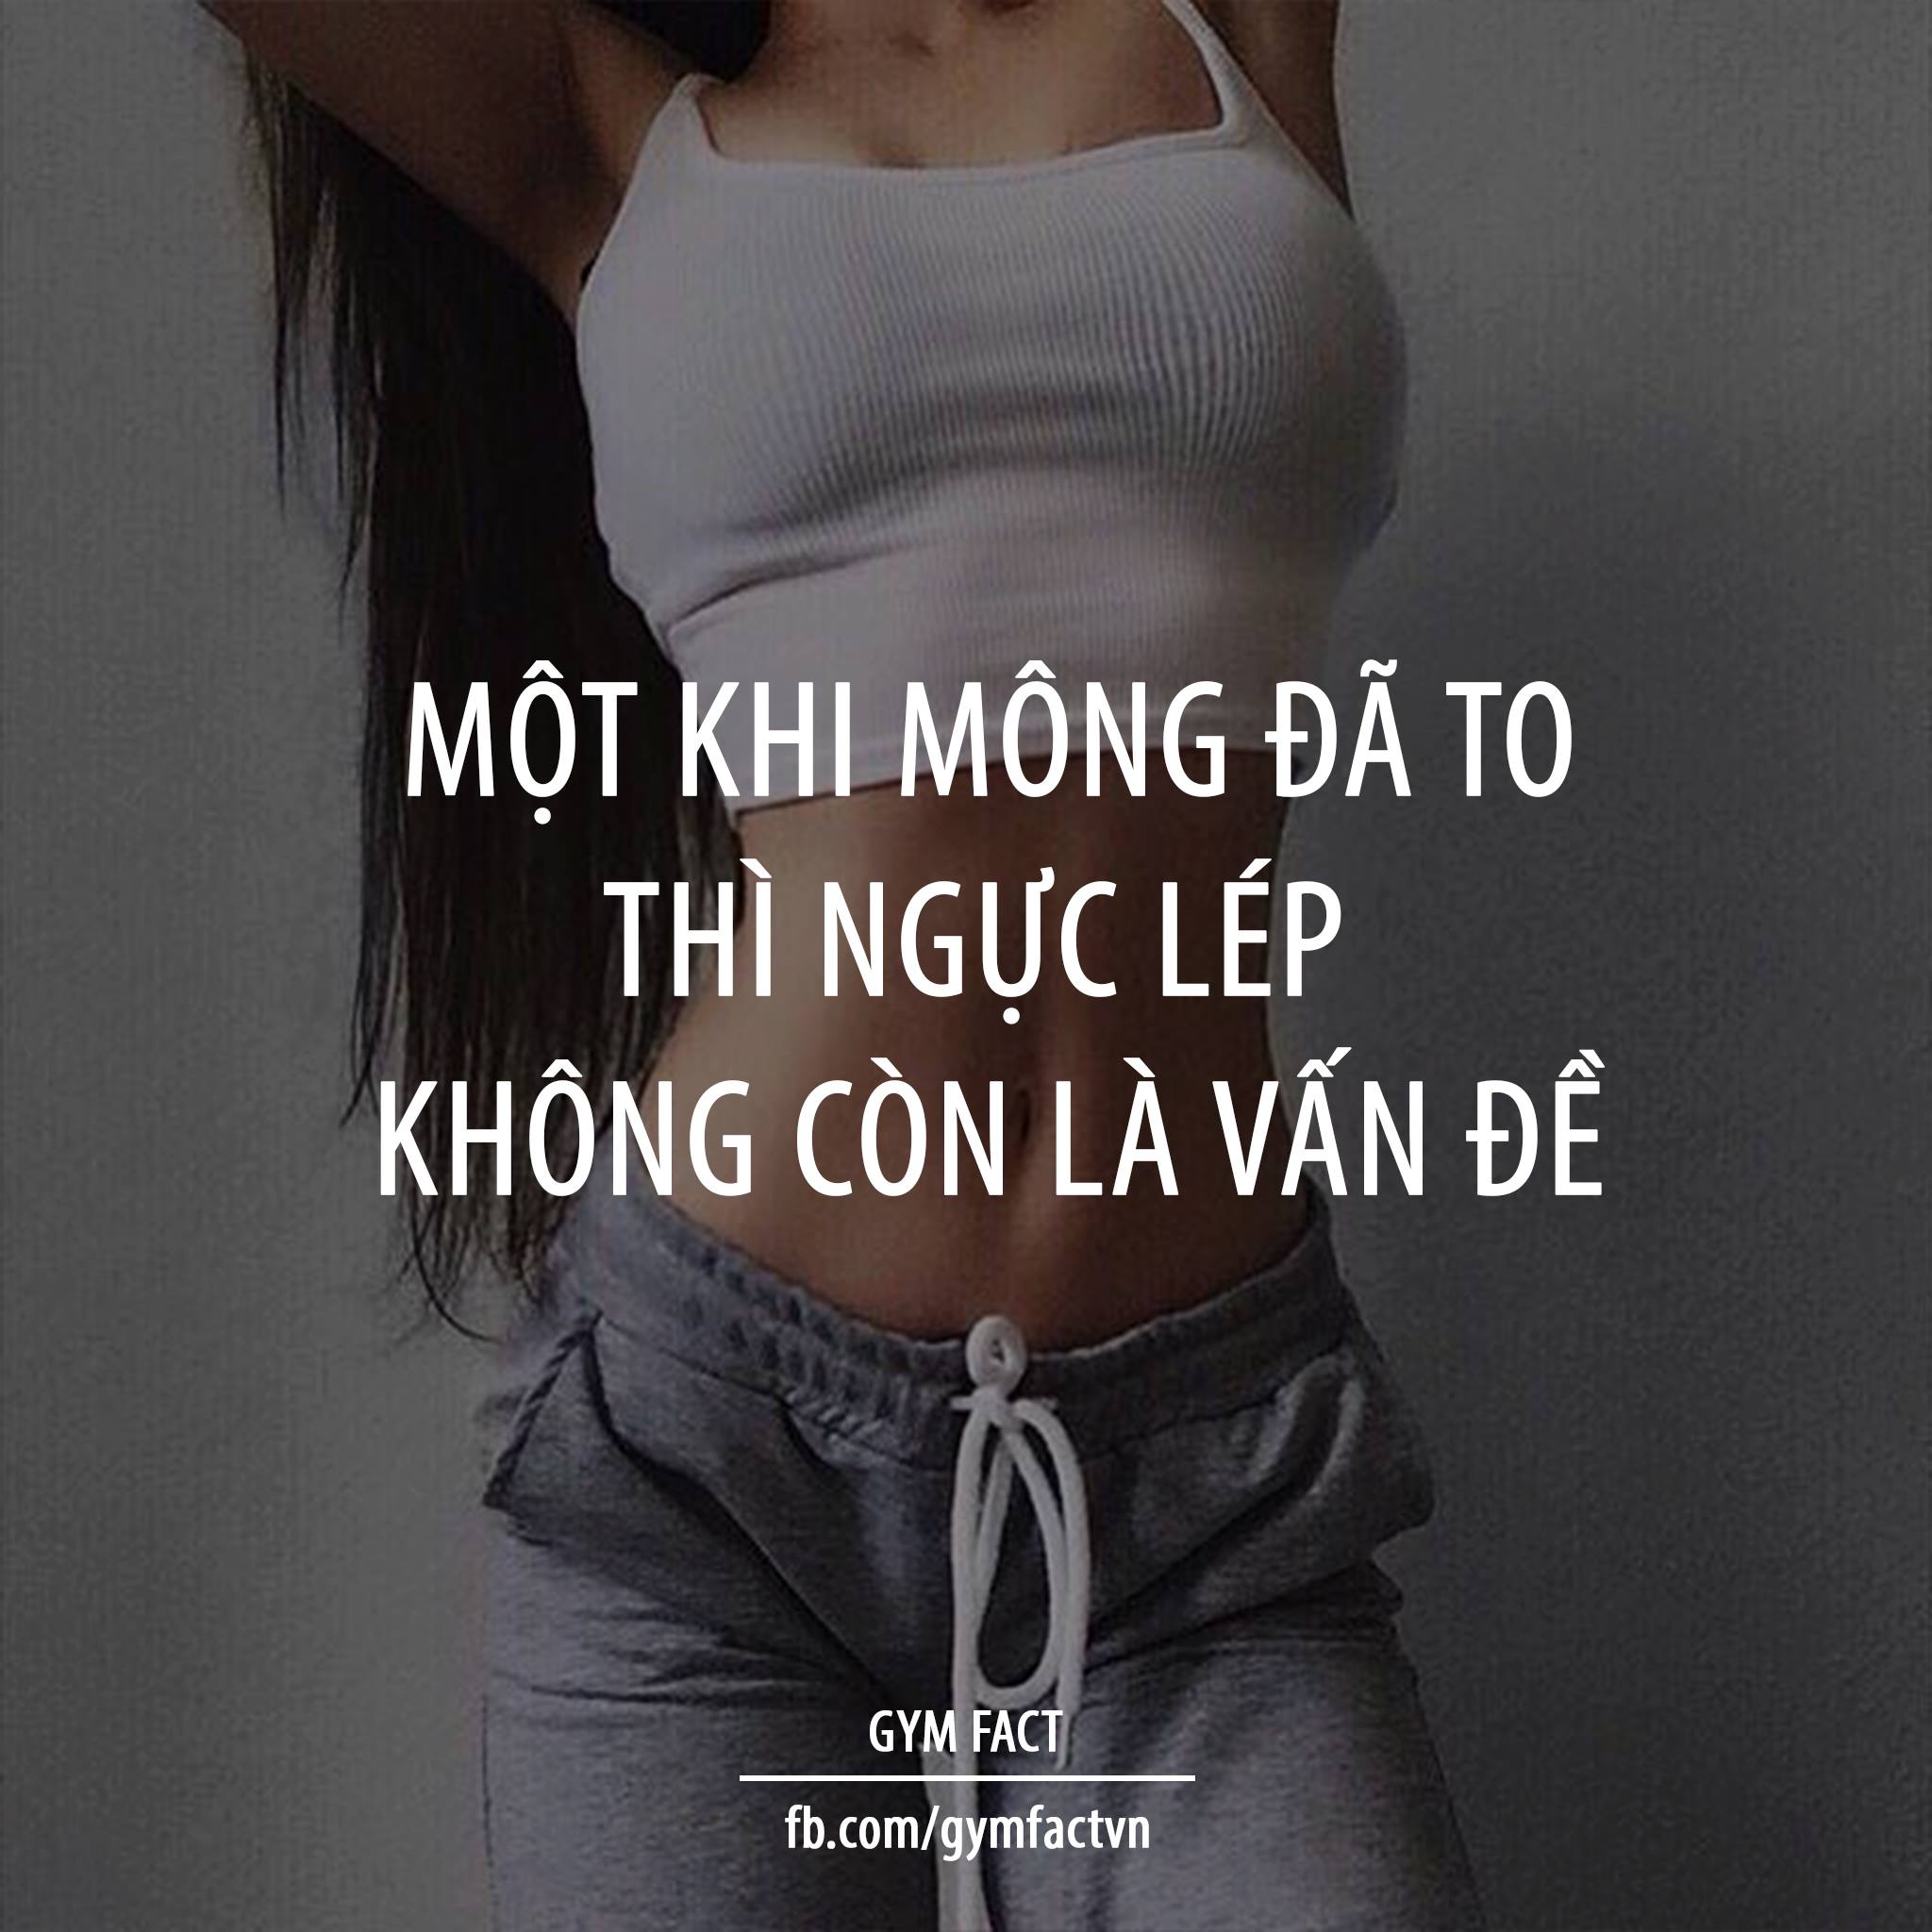 MỘT KHI MÔNG ĐÃ TO
THÌ NGỰC LÉP
KHÔNG CÒN LÀ VẤN ĐỀ
GYM FACT
fb.com/gymfactvn